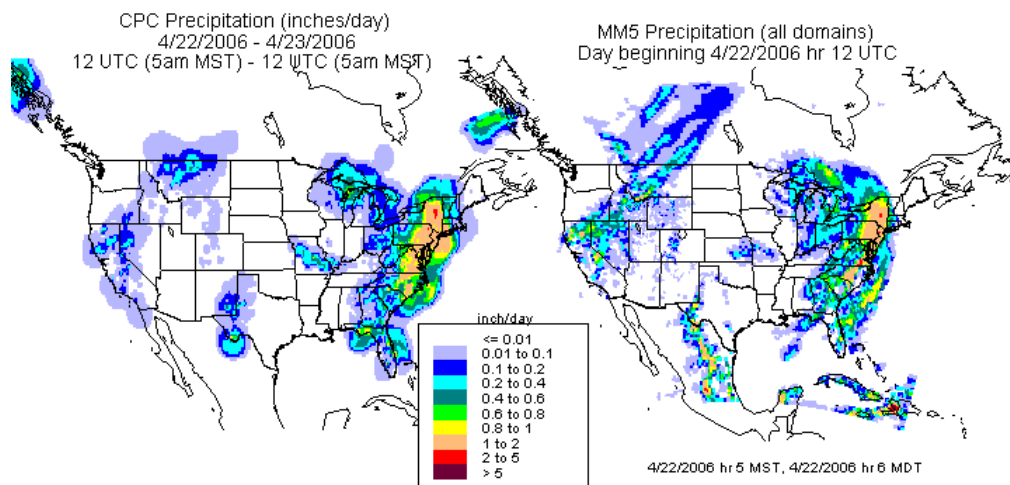 CPC Precipitation (inches/day)
4/22/2006 - 4/23/2006
12 UTC (5am MST) - 12 UTC (5am MST)
MM5 Precipitation (all domains)
Day beginning 4/22/2006 hr 12 UTC
inch/day
<= 0.01
0.01 to 0.1
0.1 to 0.2
0.2 to 0.4
0.4 to 0.6
0.6 to 0.8
0.8 to 1
1 to 2
2 to 5
> 5
4/22/2006 hr 5 MST, 4/22/2006 hr 6 MDT